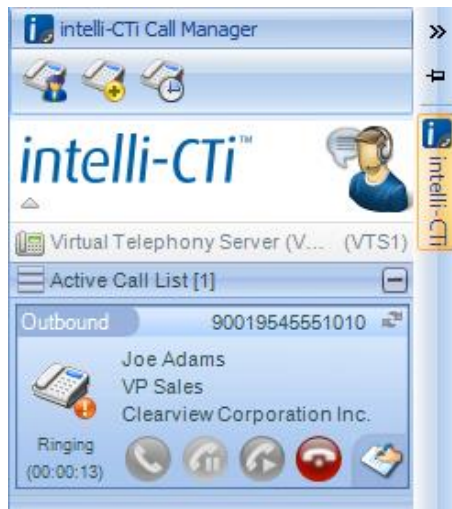 intelli-CTi Call Manager
intelli-CTi™
Virtual Telephony Server (V... (VTS1)
Active Call List [1]
Outbound 90019545551010
Joe Adams
VP Sales
Clearview Corporation Inc.
Ringing
(00:00:13)
intelli-CTi